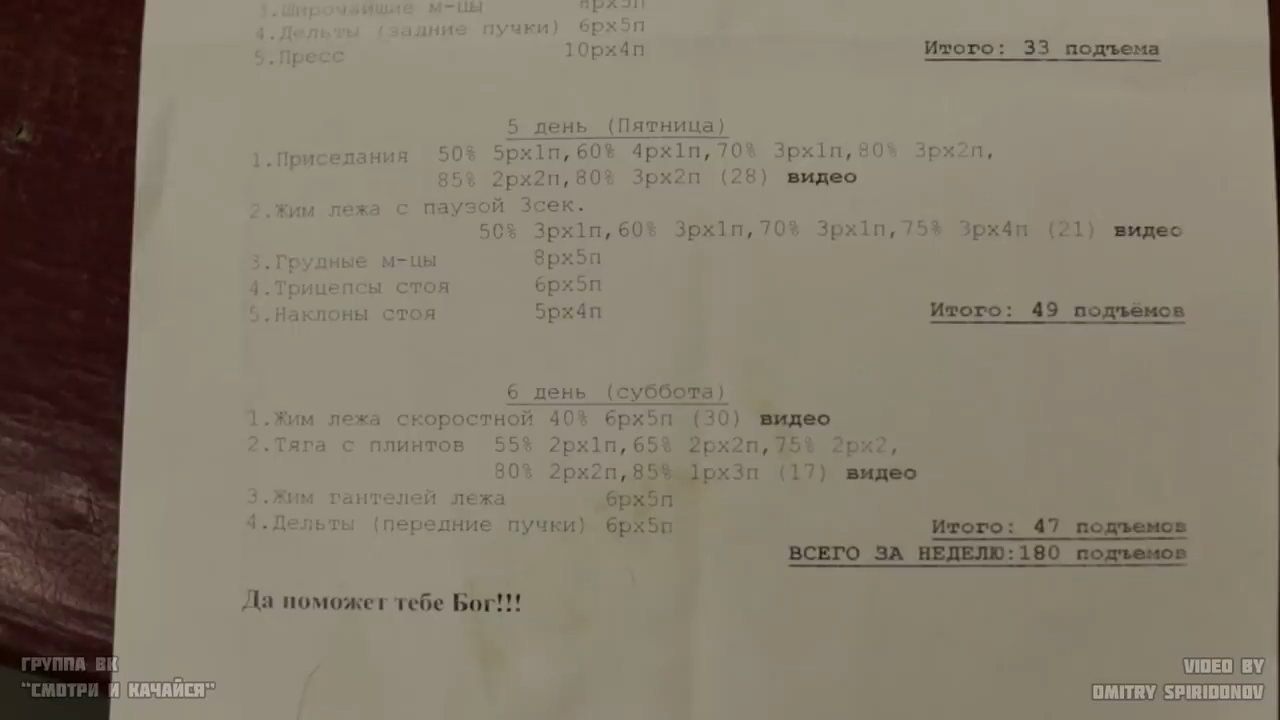 3.Широчайшие м-цы 8рх5п
4.Дельты (задние пучки) 6рх5п
5.Пресс 10рх4п
Итого: 33 подъема
5 день (Пятница)
1.Приседания 50% 5рх1п,60% 4рх1п,70% 3рх1п,80% 3рх2п,
85% 2рх2п,80% 3рх2п (28) видео
2.Жим лежа с паузой 3сек.
50% 3рх1п,60% 3рх1п,70% 3рх1п,75% 3рх4п (21) видео
3.Грудные м-цы 8рх5п
4.Трицепсы стоя 6рх5п
5.Наклоны стоя 5рх4п
Итого: 49 подъёмов
6 день (суббота)
1.Жим лежа скоростной 40% 6рх5п (30) видео
2.Тяга с плинтов 55% 2рх1п,65% 2рх2п,75% 2рх2,
80% 2рх2п,85% 1рх3п (17) видео
3.Жим гантелей лежа 6рх5п
4.Дельты (передние пучки) 6рх5п
Итого: 47 подъемов
ВСЕГО ЗА НЕДЕЛЮ:180 подъемов
Да поможет тебе Бог!!!
ГРУППА ВК
"СМОТРИ И КАЧАЙСЯ"
VIDEO BY
DMITRY SPIRIDONOV